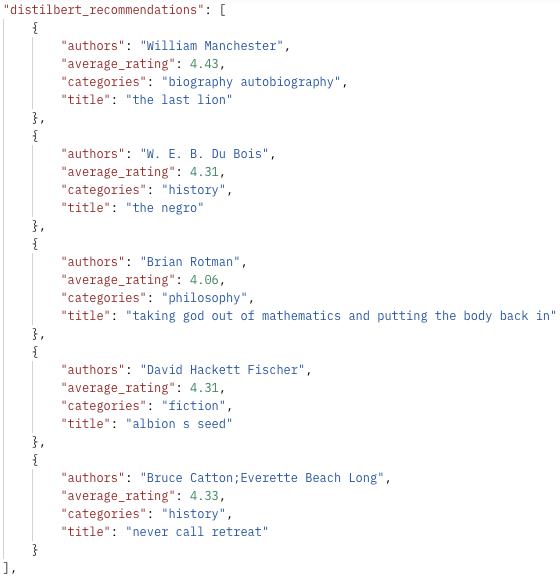 "distilbert_recommendations": [
{
"authors": "William Manchester",
"average_rating": 4.43,
"categories": "biography autobiography",
"title": "the last lion"
},
{
"authors": "W. E. B. Du Bois",
"average_rating": 4.31,
"categories": "history",
"title": "the negro"
},
{
"authors": "Brian Rotman",
"average_rating": 4.06,
"categories": "philosophy",
"title": "taking god out of mathematics and putting the body back in"
},
{
"authors": "David Hackett Fischer",
"average_rating": 4.31,
"categories": "fiction",
"title": "albion s seed"
},
{
"authors": "Bruce Catton;Everette Beach Long",
"average_rating": 4.33,
"categories": "history",
"title": "never call retreat"
}
],